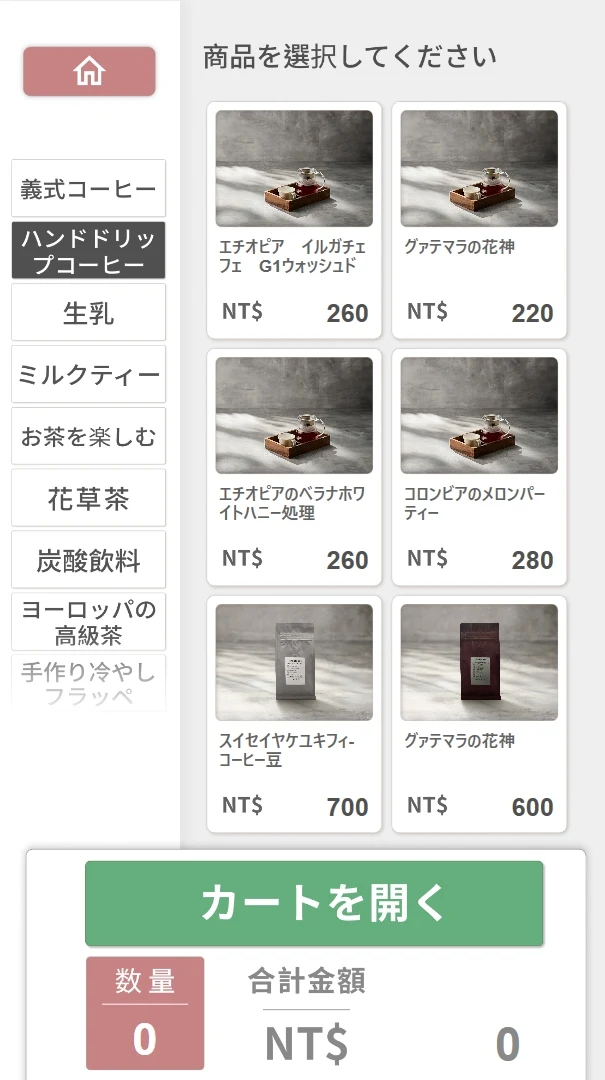 商品を選択してください
義式コーヒー
ハンドドリッ
プコーヒー
生乳
ミルクティー
お茶を楽しむ
花草茶
炭酸飲料
ヨーロッパの
高級茶
手作り冷やし
フラッペ
エチオピア　イルガチェ
フェ　G1ウォッシュド
NT$ 260
グァテマラの花神
NT$ 220
エチオピアのベラナホワ
イトハニー処理
NT$ 260
コロンビアのメロンパー
ティー
NT$ 280
スイセイヤケユキフィ-
コーヒー豆
NT$ 700
グァテマラの花神
NT$ 600
カートを開く
数量
0
合計金額
NT$ 0